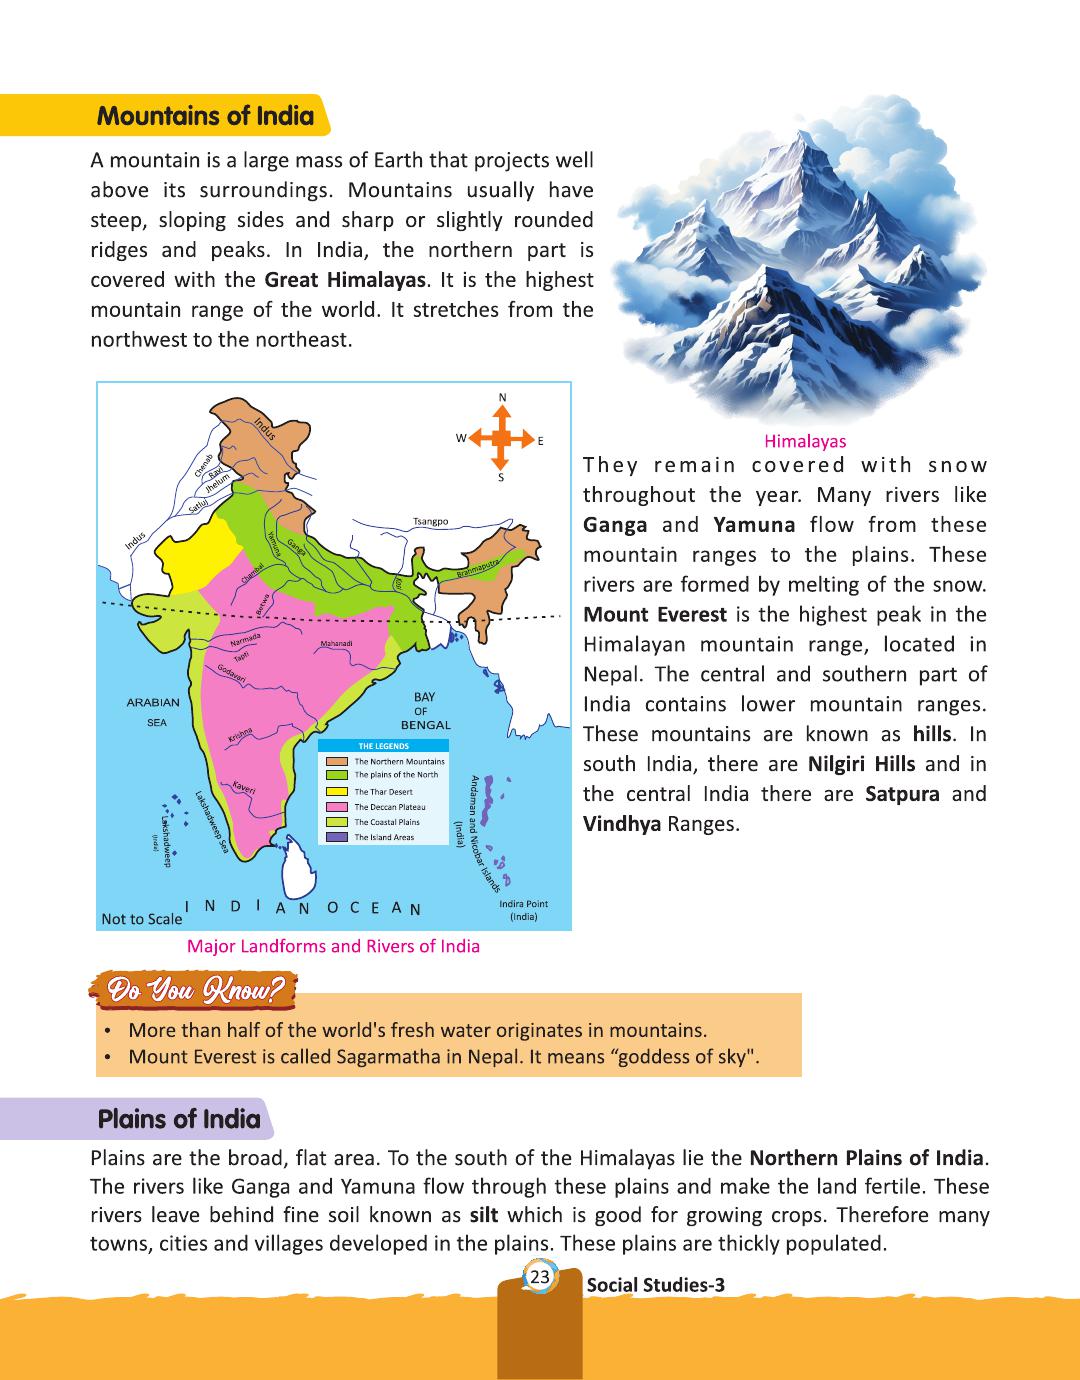 Mountains of India
A mountain is a large mass of Earth that projects well
above its surroundings. Mountains usually have
steep, sloping sides and sharp or slightly rounded
ridges and peaks. In India, the northern part is
covered with the Great Himalayas. It is the highest
mountain range of the world. It stretches from the
northwest to the northeast.
Himalayas
They remain covered with snow
throughout the year. Many rivers like
Ganga and Yamuna flow from these
mountain ranges to the plains. These
rivers are formed by melting of the snow.
Mount Everest is the highest peak in the
Himalayan mountain range, located in
Nepal. The central and southern part of
India contains lower mountain ranges.
These mountains are known as hills. In
south India, there are Nilgiri Hills and in
the central India there are Satpura and
Vindhya Ranges.
N
W
E
S
Indus
Chenab
Ravi
Jhelum
Satluj
Indus
Tsangpo
Yamuna
Ganga
Kosi
Brahmaputra
Chambal
Betwa
Narmada
Tapti
Mahanadi
Godavari
Krishna
Kaveri
ARABIAN
SEA
BAY
OF
BENGAL
THE LEGENDS
The Northern Mountains
The plains of the North
The Thar Desert
The Deccan Plateau
The Coastal Plains
The Island Areas
Lakshadweep
(India)
Lakshadweep Sea
Andaman and Nicobar Islands
(India)
Indira Point
(India)
INDIAN OCEAN
Not to Scale
Major Landforms and Rivers of India
Do You Know?
• More than half of the world's fresh water originates in mountains.
• Mount Everest is called Sagarmatha in Nepal. It means “goddess of sky".
Plains of India
Plains are the broad, flat area. To the south of the Himalayas lie the Northern Plains of India.
The rivers like Ganga and Yamuna flow through these plains and make the land fertile. These
rivers leave behind fine soil known as silt which is good for growing crops. Therefore many
towns, cities and villages developed in the plains. These plains are thickly populated.
23
Social Studies-3